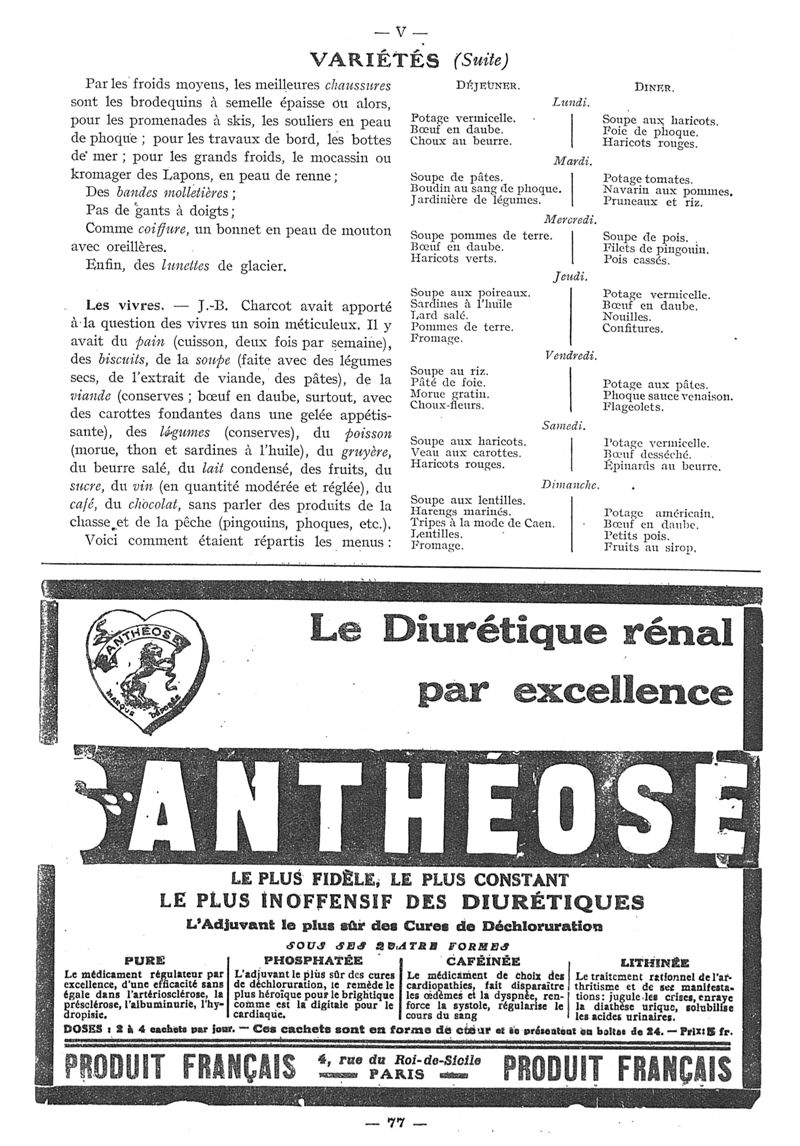 — V —
VARIÉTÉS (Suite)
Par les froids moyens, les meilleures chaussures
sont les brodequins à semelle épaisse ou alors,
pour les promenades à skis, les souliers en peau
de phoque ; pour les travaux de bord, les bottes
de mer ; pour les grands froids, le mocassin ou
kromager des Lapons, en peau de renne ;
Des bandes molletières ;
Pas de gants à doigts ;
Comme coiffure, un bonnet en peau de mouton
avec oreillères.
Enfin, des lunettes de glacier.
Les vivres. — J.-B. Charcot avait apporté
à la question des vivres un soin méticuleux. Il y
avait du pain (cuisson, deux fois par semaine),
des biscuits, de la soupe (faite avec des légumes
secs, de l'extrait de viande, des pâtes), de la
viande (conserves ; bœuf en daube, surtout, avec
des carottes fondantes dans une gelée appétis-
sante), des légumes (conserves), du poisson
(morue, thon et sardines à l'huile), du gruyère,
du beurre salé, du lait condensé, des fruits, du
sucre, du vin (en quantité modérée et réglée), du
café, du chocolat, sans parler des produits de la
chasse et de la pêche (pingouins, phoques, etc.).
Voici comment étaient répartis les menus :
DÉJEUNER.
DINER.
Lundi.
Potage vermicelle.
Bœuf en daube.
Choux au beurre.
Soupe aux haricots.
Foie de phoque.
Haricots rouges.
Mardi.
Soupe de pâtes.
Boudin au sang de phoque.
Jardinière de légumes.
Potage tomates.
Navarin aux pommes.
Pruneaux et riz.
Mercredi.
Soupe pommes de terre.
Bœuf en daube.
Haricots verts.
Soupe de pois.
Filets de pingouin.
Pois cassés.
Jeudi.
Soupe aux poireaux.
Sardines à l'huile
Lard salé.
Pommes de terre.
Fromage.
Potage vermicelle.
Bœuf en daube.
Nouilles.
Confitures.
Vendredi.
Soupe au riz.
Pâté de foie.
Morue gratin.
Choux-fleurs.
Potage aux pâtes.
Phoque sauce venaison.
Flageolets.
Samedi.
Soupe aux haricots.
Veau aux carottes.
Haricots rouges.
Potage vermicelle.
Bœuf desséché.
Épinards au beurre.
Dimanche.
Soupe aux lentilles.
Harengs marinés.
Tripes à la mode de Caen.
Lentilles.
Fromage.
Potage américain.
Bœuf en daube.
Petits pois.
Fruits au sirop.
SANTHÉOSE
MARQUE DÉPOSÉE
Le Diurétique rénal
par excellence
SANTHÉOSE
LE PLUS FIDÈLE, LE PLUS CONSTANT
LE PLUS INOFFENSIF DES DIURÉTIQUES
L'Adjuvant le plus sûr des Cures de Déchloruration
SOUS SES QUATRE FORMES
PURE
Le médicament régulateur par
excellence, d'une efficacité sans
égale dans l'artériosclérose, la
présclérose, l'albuminurie, l'hy-
dropisie.
PHOSPHATÉE
L'adjuvant le plus sûr des cures
de déchloruration, le remède le
plus héroïque pour le brightique
comme est la digitale pour le
cardiaque.
CAFÉINÉE
Le médicament de choix des
cardiopathies, fait disparaître
les œdèmes et la dyspnée, ren-
force la systole, régularise le
cours du sang
LITHINÉE
Le traitement rationnel de l'ar-
thritisme et de ses manifesta-
tions : jugule les crises, enraye
la diathèse urique, solubilise
les acides urinaires.
DOSES : 2 à 4 cachets par jour. — Ces cachets sont en forme de cœur et se présentent en boîtes de 24. — Prix : 5 fr.
PRODUIT FRANÇAIS
4, rue du Roi-de-Sicile
PARIS
PRODUIT FRANÇAIS
— 77 —